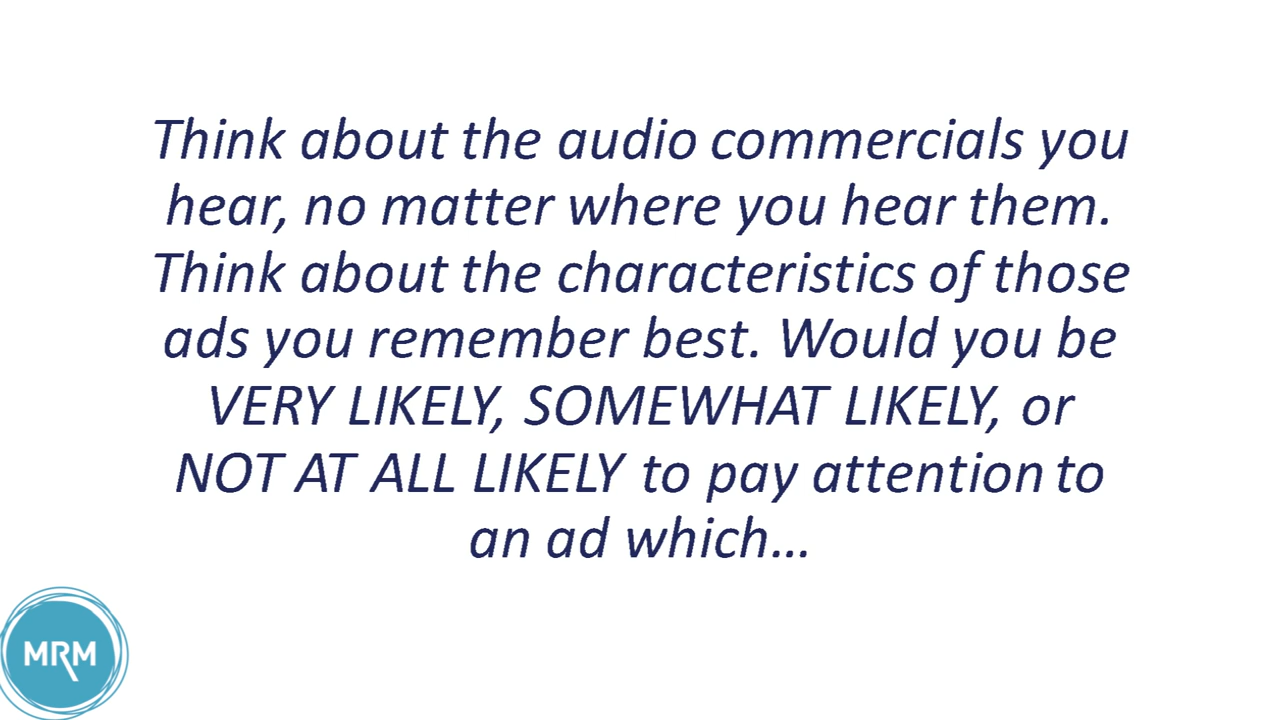 Think about the audio commercials you
hear, no matter where you hear them.
Think about the characteristics of those
ads you remember best. Would you be
VERY LIKELY, SOMEWHAT LIKELY, or
NOT AT ALL LIKELY to pay attention to
an ad which…
MRM